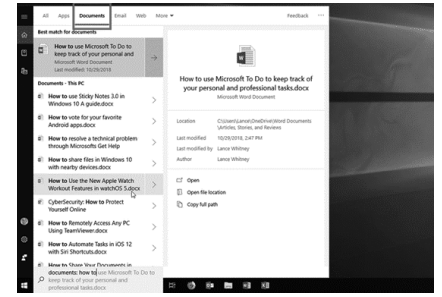 All Apps Documents Email Web More Feedback ...
Best match for documents
How to use Microsoft To Do to
keep track of your personal and
Microsoft Word Document
Last modified: 10/29/2018
Documents - This PC
How to use Sticky Notes 3.0 in
Windows 10 A guide.docx
How to vote for your favorite
Android apps.docx
How to resolve a technical problem
through Microsofts Get Help
How to share files in Windows 10
with nearby devices.docx
How to Use the New Apple Watch
Workout Features in watchOS 5.docx
CyberSecurity: How to Protect
Yourself Online
How to Remotely Access Any PC
Using TeamViewer.docx
How to Automate Tasks in iOS 12
with Siri Shortcuts.docx
How to Share Your Documents in
documents: how to use Microsoft To Do to
keep track of your personal and
professional tasks.docx
How to use Microsoft To Do to keep track of
your personal and professional tasks.docx
Microsoft Word Document
Location C:\Users\Lance\OneDrive\Word Documents
\Articles, Stories, and Reviews
Last modified 10/29/2018, 2:47 PM
Last modified by Lance Whitney
Author Lance Whitney
Open
Open file location
Copy full path